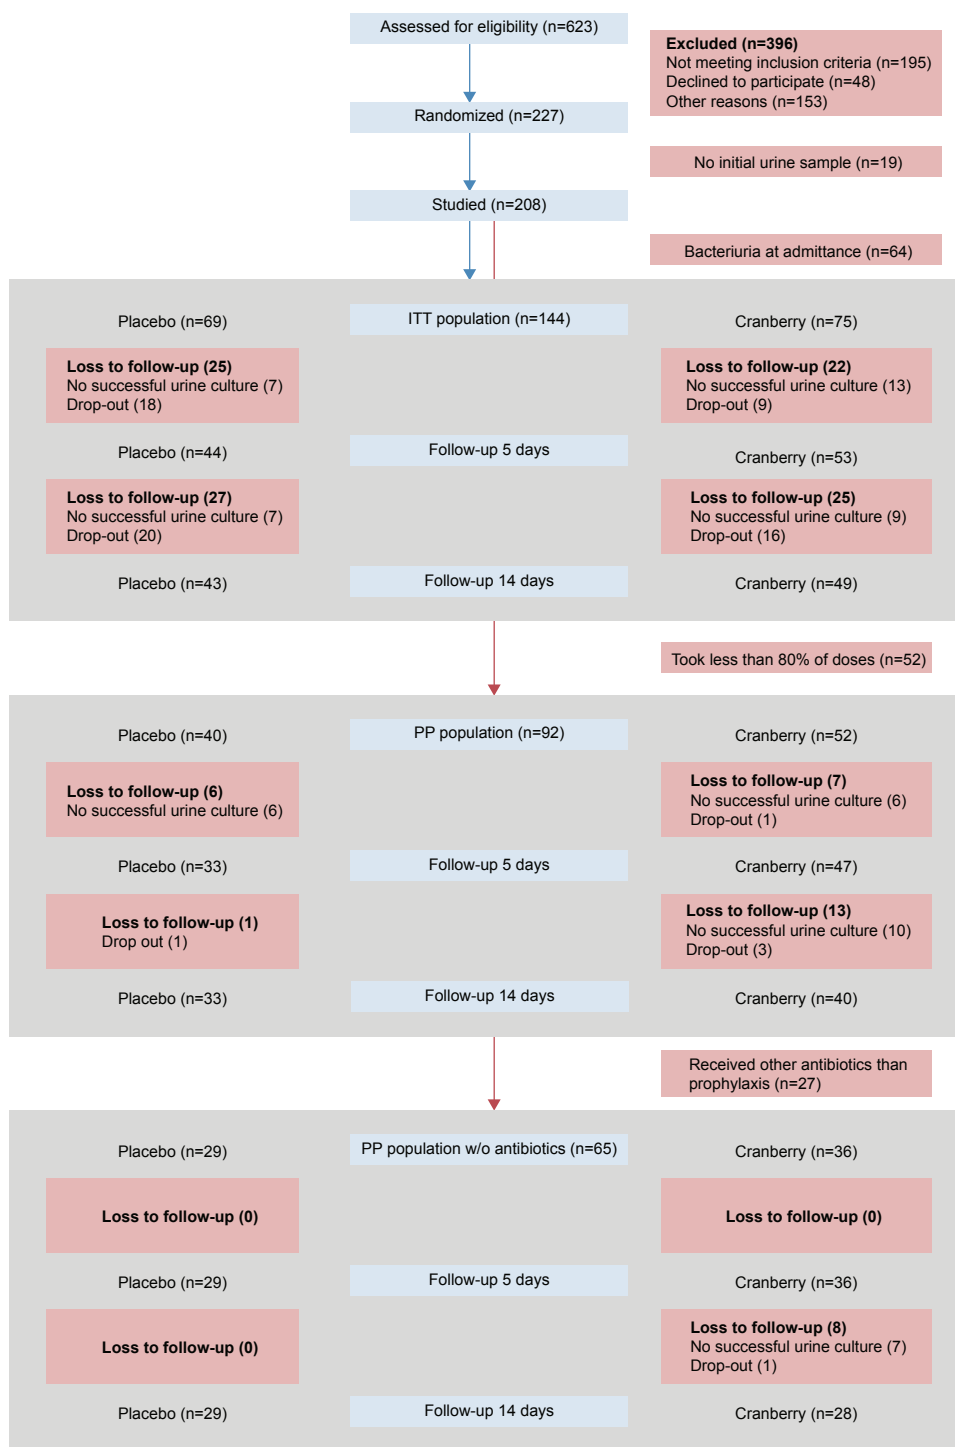 Assessed for eligibility (n=623)
Excluded (n=396)
Not meeting inclusion criteria (n=195)
Declined to participate (n=48)
Other reasons (n=153)
Randomized (n=227)
No initial urine sample (n=19)
Studied (n=208)
Bacteriuria at admittance (n=64)
Placebo (n=69)
ITT population (n=144)
Cranberry (n=75)
Loss to follow-up (25)
No successful urine culture (7)
Drop-out (18)
Loss to follow-up (22)
No successful urine culture (13)
Drop-out (9)
Placebo (n=44)
Follow-up 5 days
Cranberry (n=53)
Loss to follow-up (27)
No successful urine culture (7)
Drop-out (20)
Loss to follow-up (25)
No successful urine culture (9)
Drop-out (16)
Placebo (n=43)
Follow-up 14 days
Cranberry (n=49)
Took less than 80% of doses (n=52)
Placebo (n=40)
PP population (n=92)
Cranberry (n=52)
Loss to follow-up (6)
No successful urine culture (6)
Loss to follow-up (7)
No successful urine culture (6)
Drop-out (1)
Placebo (n=33)
Follow-up 5 days
Cranberry (n=47)
Loss to follow-up (1)
Drop out (1)
Loss to follow-up (13)
No successful urine culture (10)
Drop-out (3)
Placebo (n=33)
Follow-up 14 days
Cranberry (n=40)
Received other antibiotics than
prophylaxis (n=27)
Placebo (n=29)
PP population w/o antibiotics (n=65)
Cranberry (n=36)
Loss to follow-up (0)
Loss to follow-up (0)
Placebo (n=29)
Follow-up 5 days
Cranberry (n=36)
Loss to follow-up (0)
Loss to follow-up (8)
No successful urine culture (7)
Drop-out (1)
Placebo (n=29)
Follow-up 14 days
Cranberry (n=28)